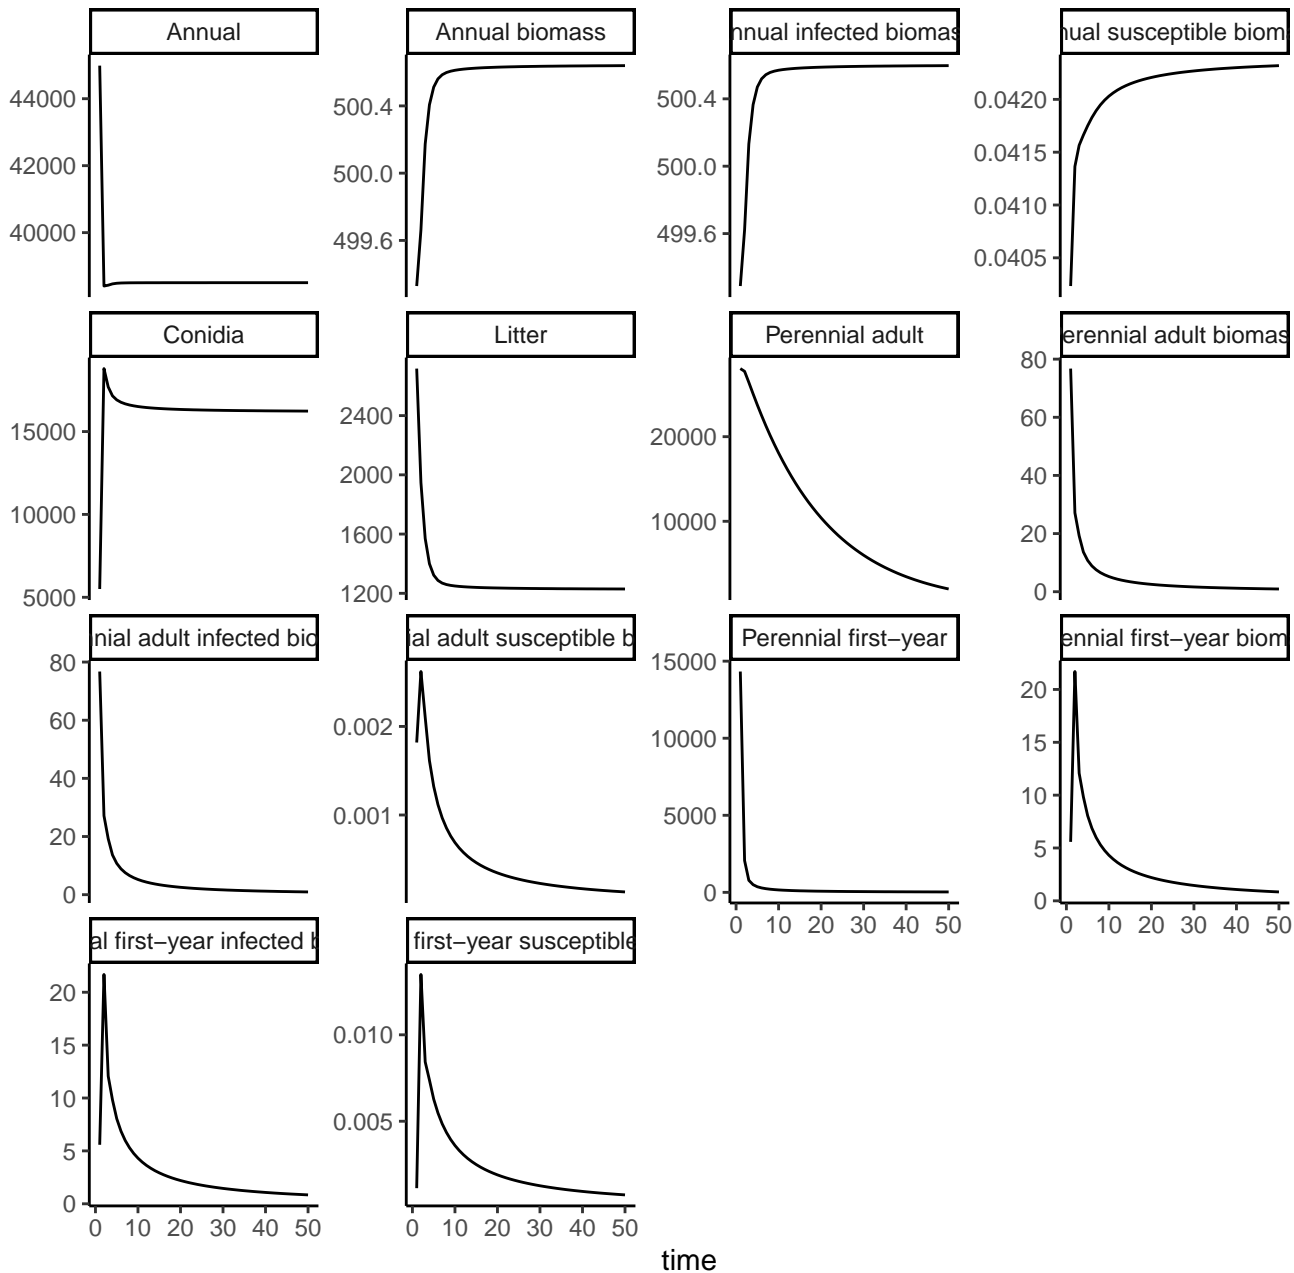 Annual
Annual biomass
nnual infected biomas
nual susceptible biom
44000
42000
40000
500.4
500.0
499.6
500.4
500.0
499.6
0.0420
0.0415
0.0410
0.0405
Conidia
Litter
Perennial adult
erennial adult biomas
15000
10000
5000
2400
2000
1600
1200
20000
10000
80
60
40
20
0
nial adult infected bio
ial adult susceptible b
Perennial first−year
ennial first−year biom
80
60
40
20
0
0.002
0.001
15000
10000
5000
0
0 10 20 30 40 50
20
15
10
5
0
0 10 20 30 40 50
al first−year infected b
first−year susceptible
20
15
10
5
0
0 10 20 30 40 50
0.010
0.005
0 10 20 30 40 50
time